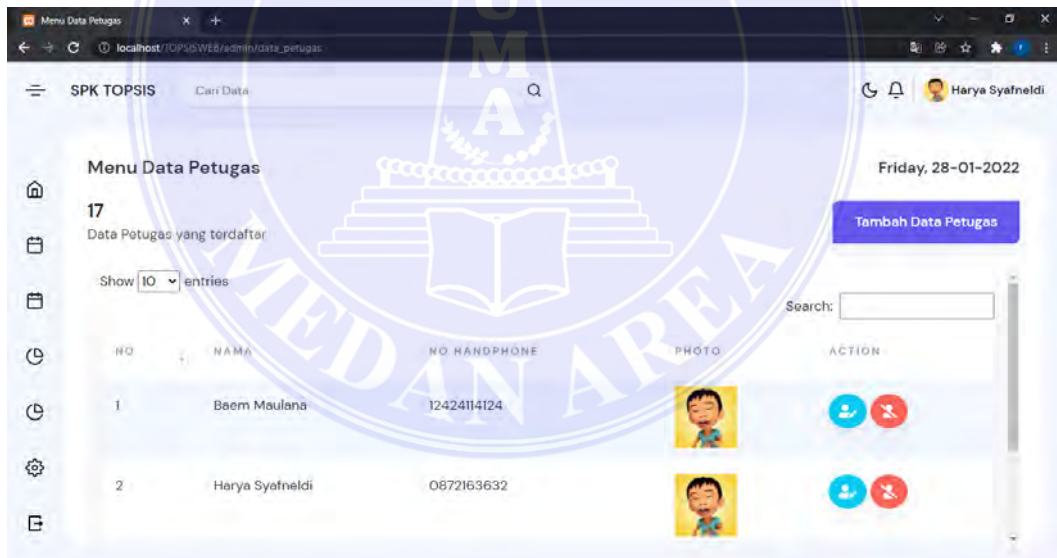 Menu Data Petugas
localhost/TOPSISWEB/admin/data_petugas
SPK TOPSIS
Cari Data
Harya Syafneldi
Menu Data Petugas
Friday, 28-01-2022
17
Data Petugas yang terdaftar
Tambah Data Petugas
Show 10 entries
Search:
NO NAMA NO HANDPHONE PHOTO ACTION
1 Baem Maulana 12424114124
2 Harya Syafneldi 0872163632
MEDAN AREA